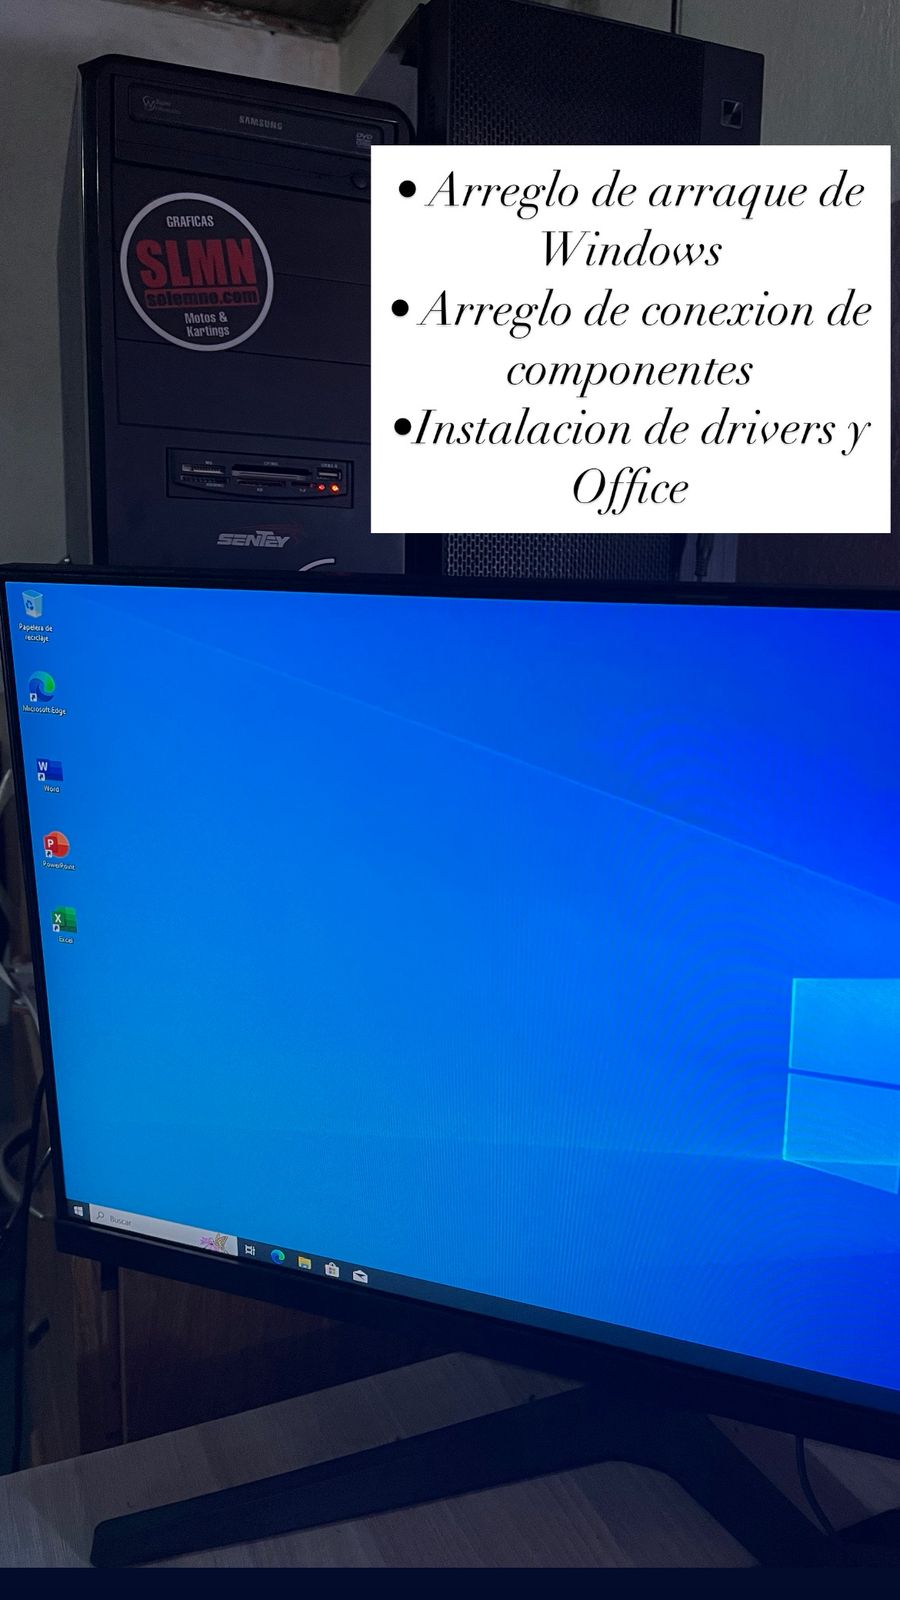 SAMSUNG
• Arreglo de arraque de
Windows
• Arreglo de conexion de
componentes
•Instalacion de drivers y
Office
GRAFICAS
SLMN
solemne.com
Motos &
Kartings
SENTEY
Papelera de
reciclaje
Microsoft Edge
Word
PowerPoint
Excel
Buscar